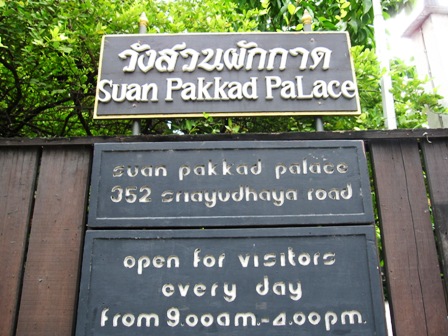 วังสวนผักกาด
Suan Pakkad PaLace
suan pakkad palace
352 sriayudhaya road
open for visitors
every day
from 9.00am.-4.00pm.